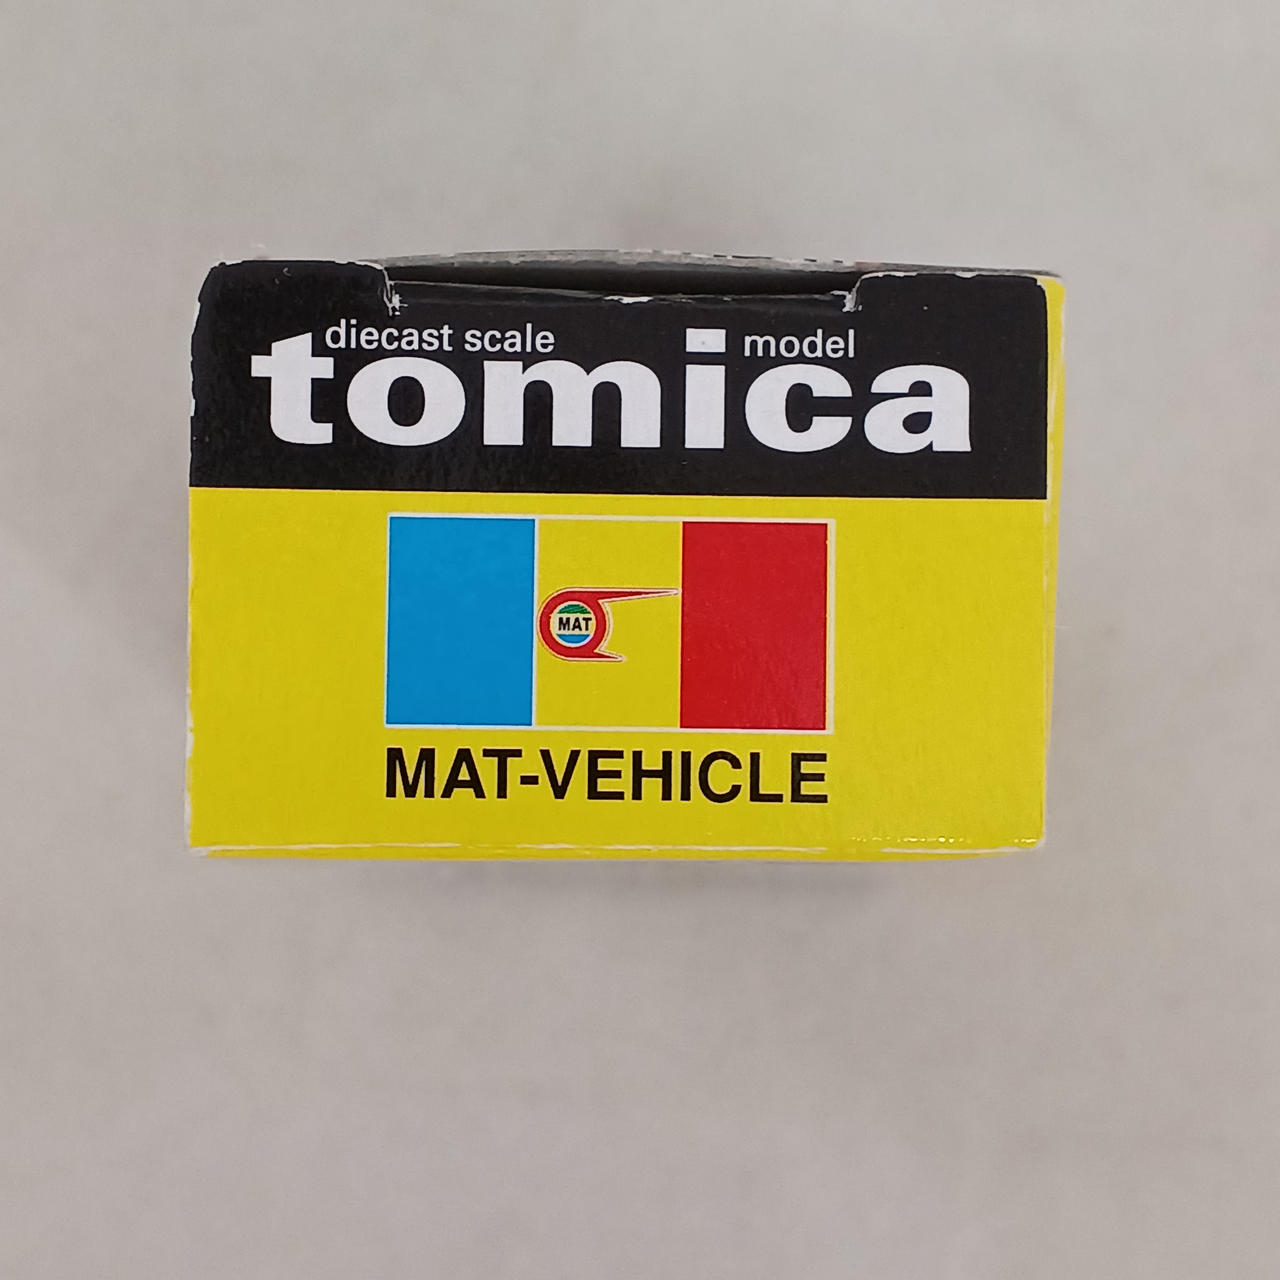 diecast scale model
tomica
MAT
MAT-VEHICLE